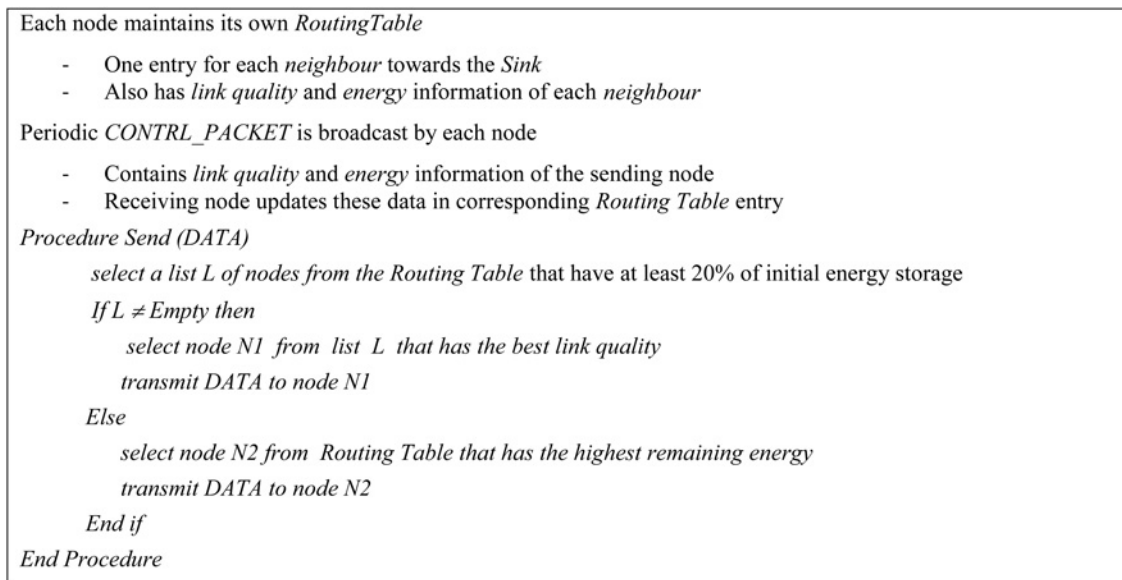 Each node maintains its own RoutingTable
- One entry for each neighbour towards the Sink
- Also has link quality and energy information of each neighbour
Periodic CONTRL_PACKET is broadcast by each node
- Contains link quality and energy information of the sending node
- Receiving node updates these data in corresponding Routing Table entry
Procedure Send (DATA)
select a list L of nodes from the Routing Table that have at least 20% of initial energy storage
If L ≠ Empty then
select node N1 from list L that has the best link quality
transmit DATA to node N1
Else
select node N2 from Routing Table that has the highest remaining energy
transmit DATA to node N2
End if
End Procedure